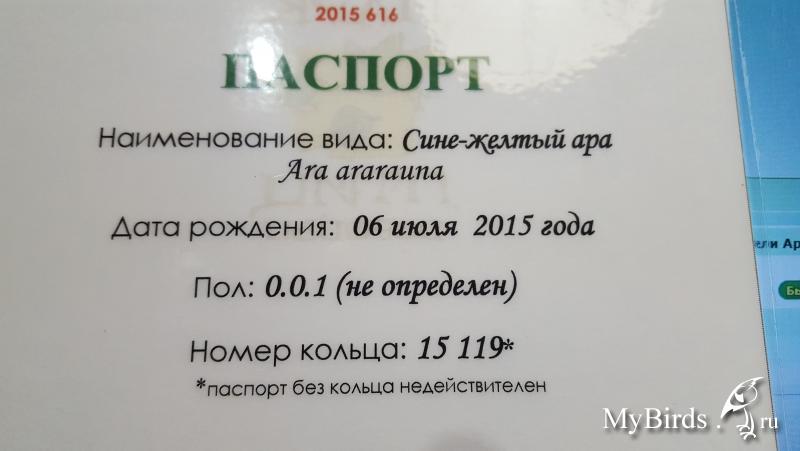 2015 616
ПАСПОРТ
Наименование вида: Сине-желтый ара
Ara ararauna
Дата рождения: 06 июля 2015 года
Пол: 0.0.1 (не определен)
Номер кольца: 15 119*
*паспорт без кольца недействителен
MyBirds.ru